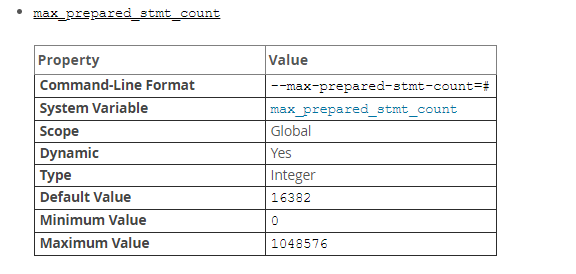 max_prepared_stmt_count
Property Value
Command-Line Format --max-prepared-stmt-count=#
System Variable max_prepared_stmt_count
Scope Global
Dynamic Yes
Type Integer
Default Value 16382
Minimum Value 0
Maximum Value 1048576